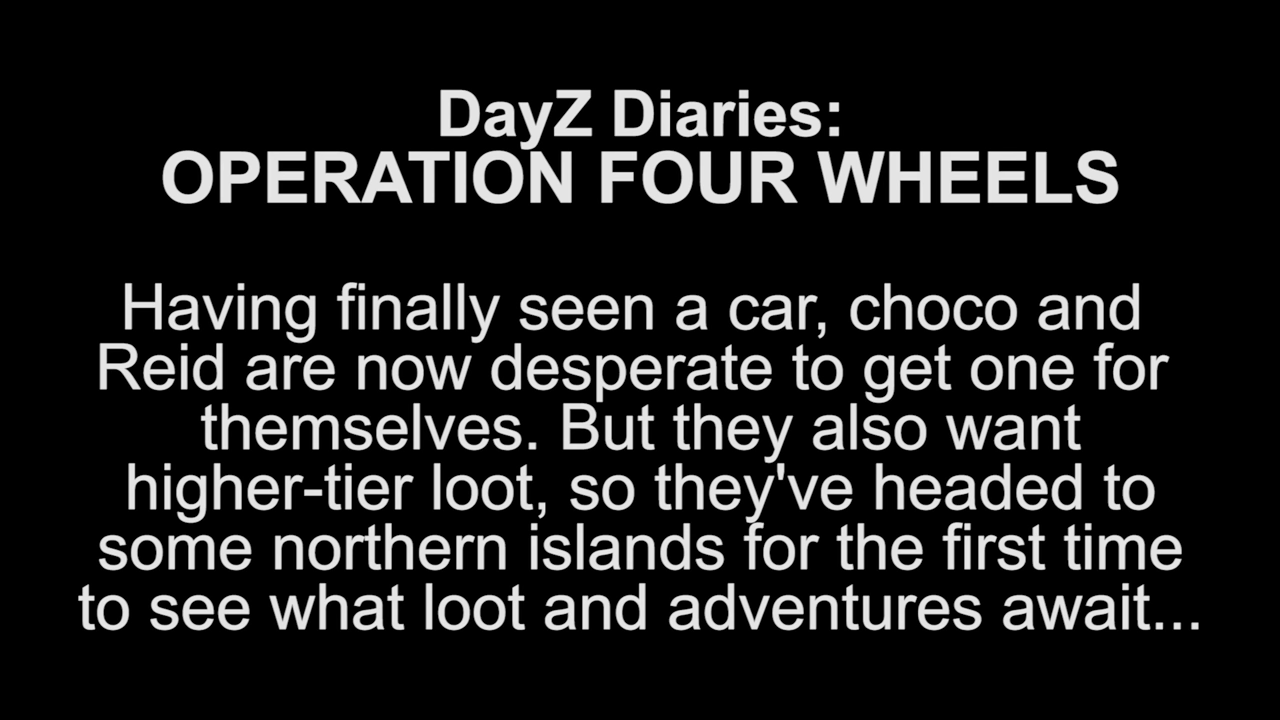 DayZ Diaries:
OPERATION FOUR WHEELS
Having finally seen a car, choco and
Reid are now desperate to get one for
themselves. But they also want
higher-tier loot, so they've headed to
some northern islands for the first time
to see what loot and adventures await...